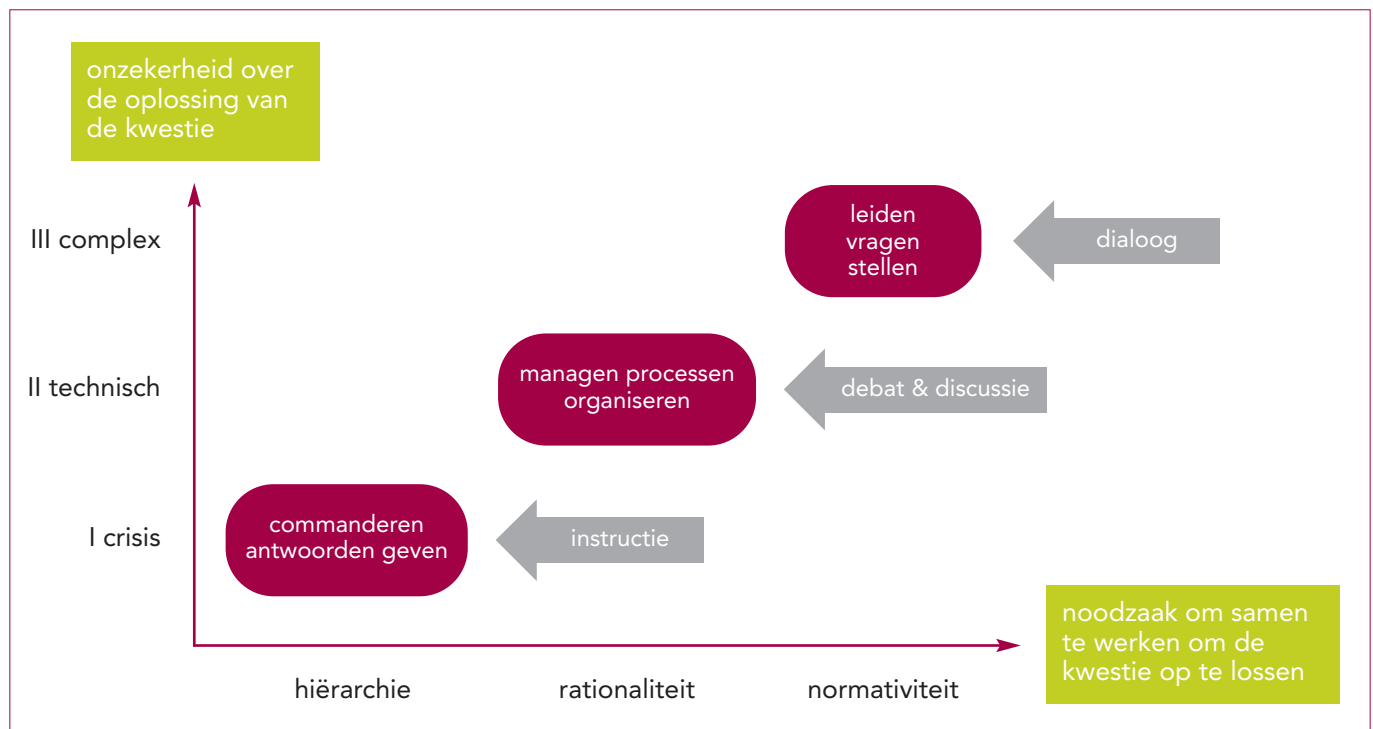 onzekerheid over
de oplossing van
de kwestie
III complex
leiden
vragen
stellen
dialoog
II technisch
managen processen
organiseren
debat & discussie
I crisis
commanderen
antwoorden geven
instructie
noodzaak om samen
te werken om de
kwestie op te lossen
hiërarchie
rationaliteit
normativiteit